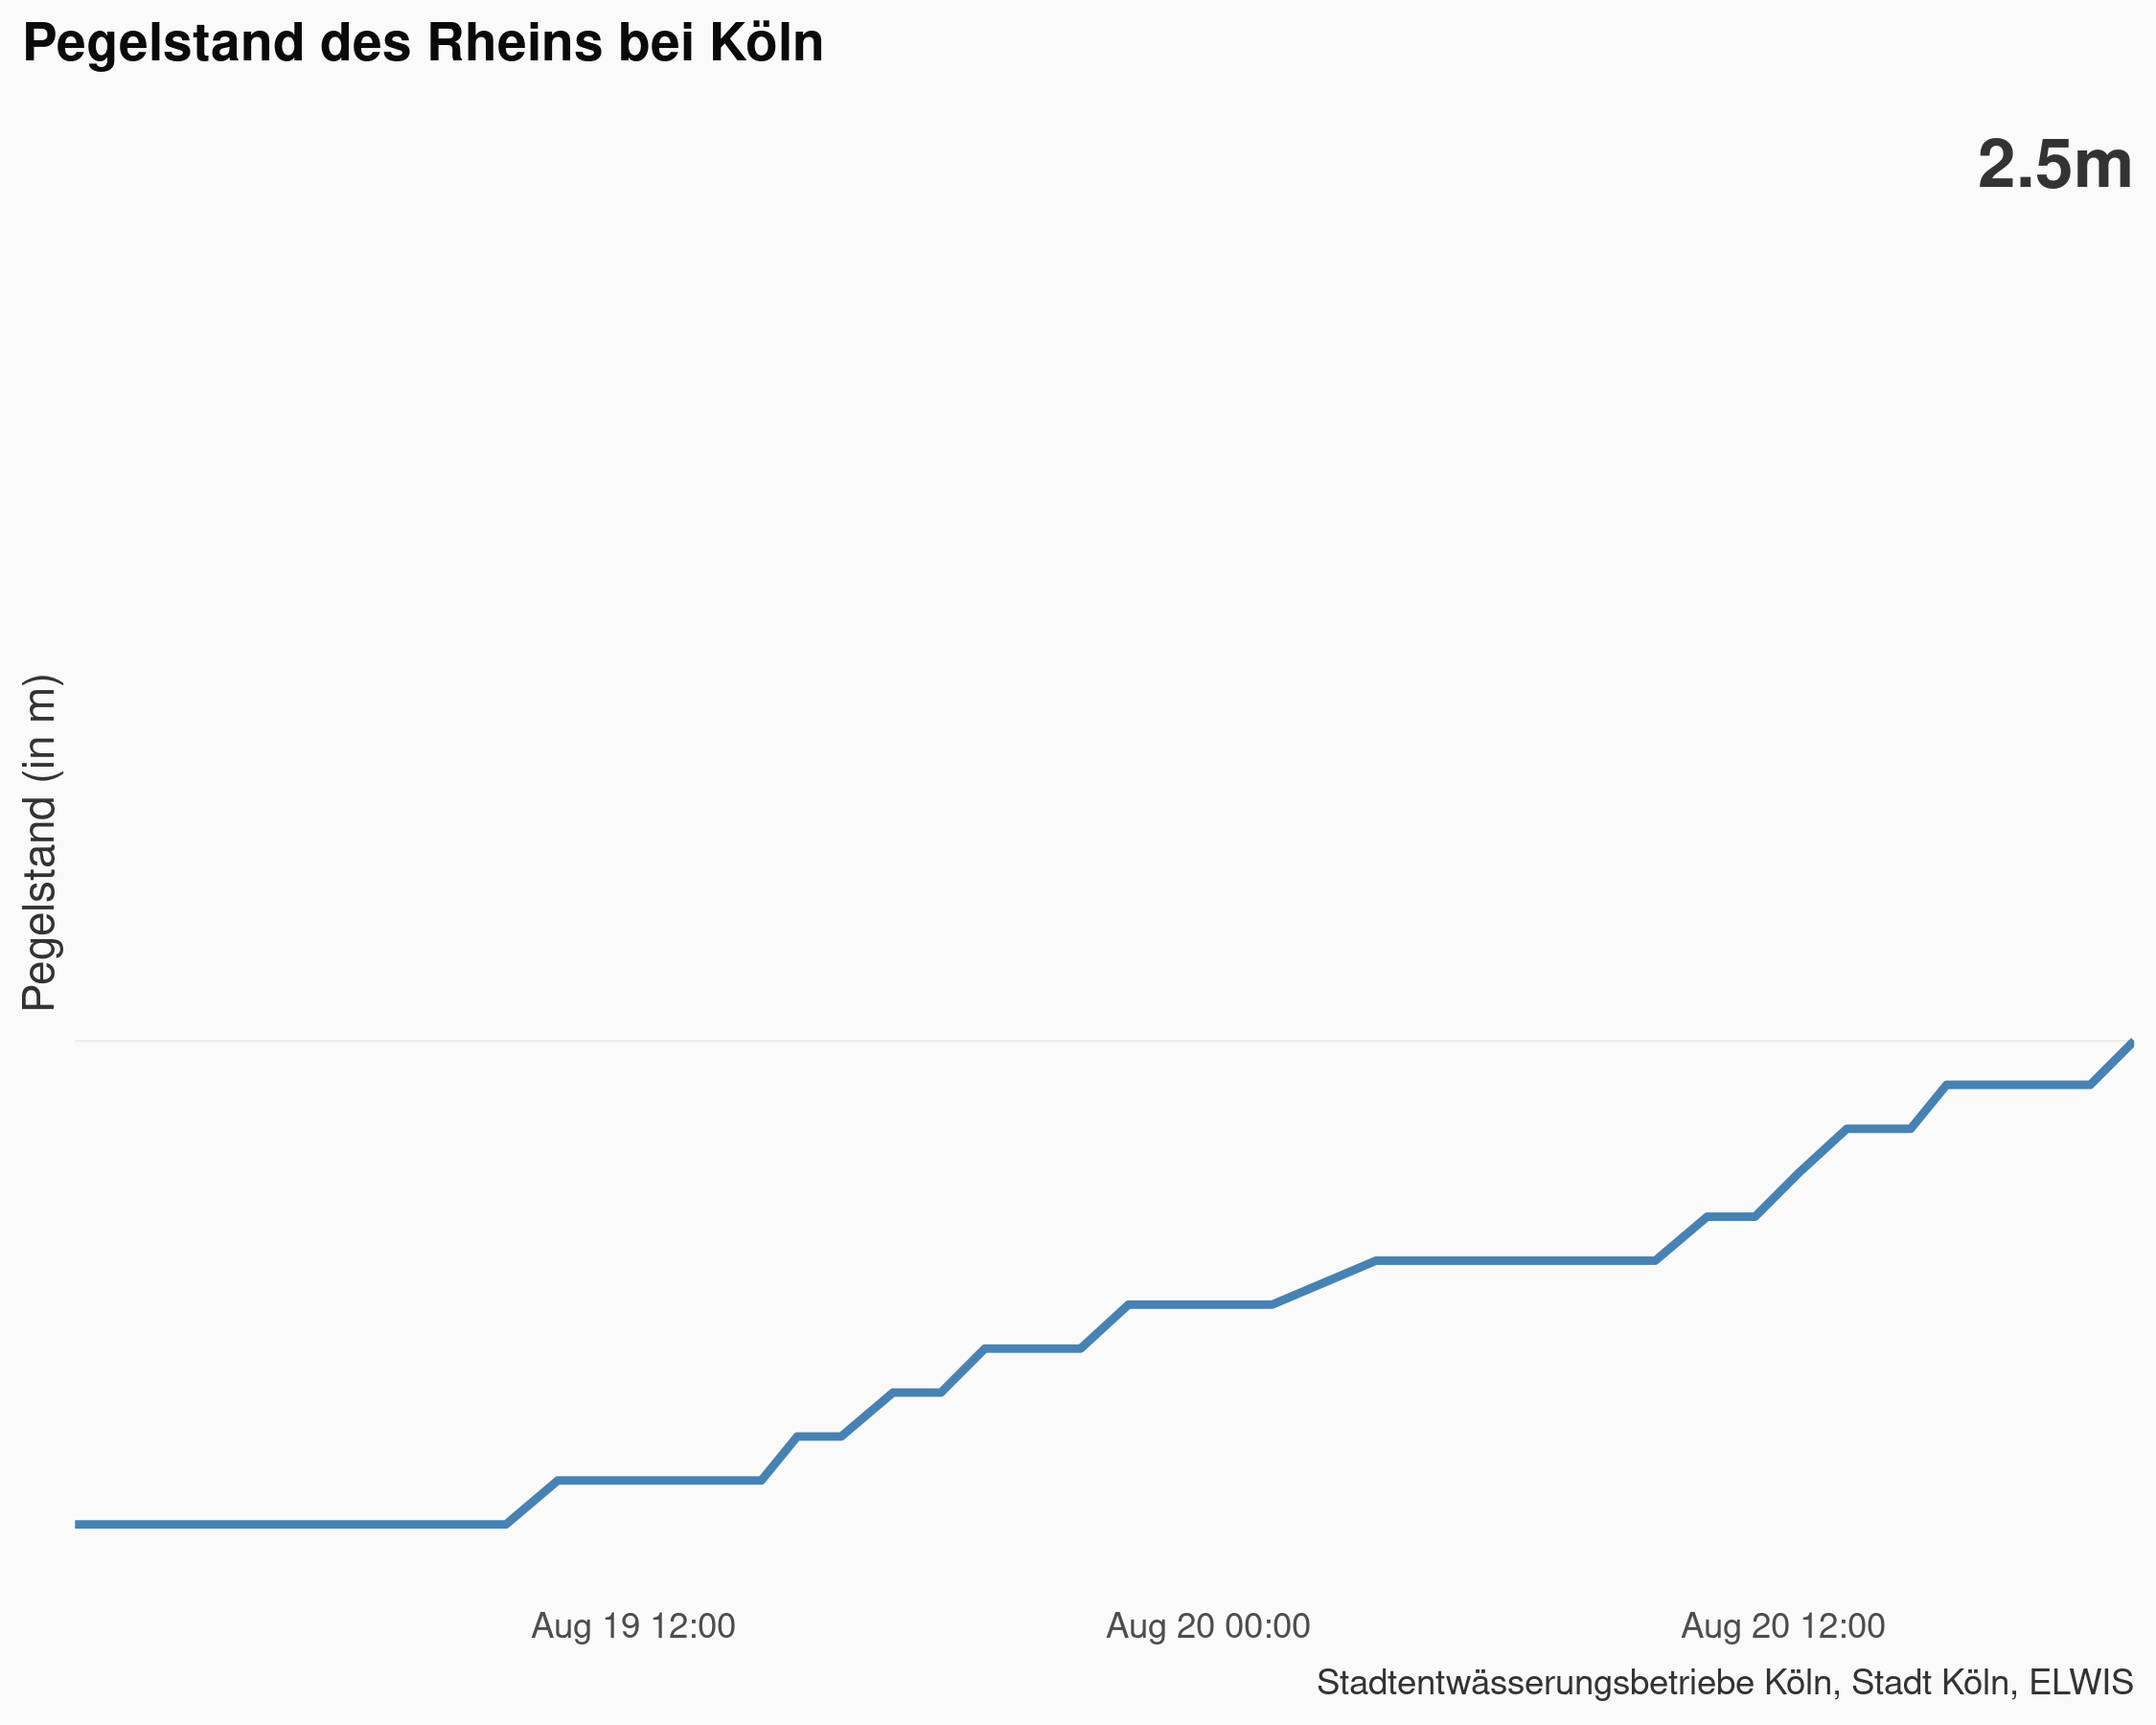 Pegelstand des Rheins bei Köln
2.5m
Pegelstand (in m)
Aug 19 12:00
Aug 20 00:00
Aug 20 12:00
Stadtentwässerungsbetriebe Köln, Stadt Köln, ELWIS